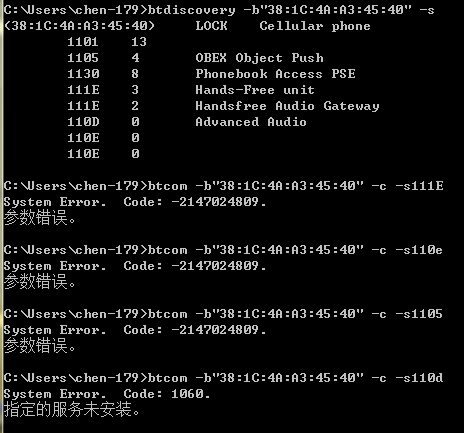 C:\Users\chen-179>btdiscovery -b"38:1C:4A:A3:45:40" -s
(38:1C:4A:A3:45:40) LOCK Cellular phone
1101 13
1105 4 OBEX Object Push
1130 8 Phonebook Access PSE
111E 3 Hands-Free unit
111E 2 Handsfree Audio Gateway
110D 0 Advanced Audio
110E 0
110E 0
C:\Users\chen-179>btcom -b"38:1C:4A:A3:45:40" -c -s111E
System Error. Code: -2147024809.
参数错误。
C:\Users\chen-179>btcom -b"38:1C:4A:A3:45:40" -c -s110e
System Error. Code: -2147024809.
参数错误。
C:\Users\chen-179>btcom -b"38:1C:4A:A3:45:40" -c -s1105
System Error. Code: -2147024809.
参数错误。
C:\Users\chen-179>btcom -b"38:1C:4A:A3:45:40" -c -s110d
System Error. Code: 1060.
指定的服务未安装。